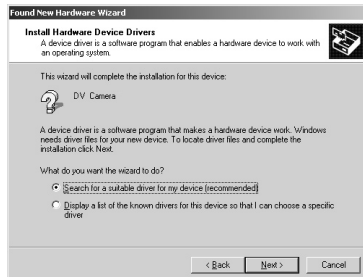 Found New Hardware Wizard
Install Hardware Device Drivers
A device driver is a software program that enables a hardware device to work with
an operating system.
This wizard will complete the installation for this device:
DV Camera
A device driver is a software program that makes a hardware device work. Windows
needs driver files for your new device. To locate driver files and complete the
installation click Next.
What do you want the wizard to do?
Search for a suitable driver for my device (recommended)
Display a list of the known drivers for this device so that I can choose a specific
driver
< Back Next > Cancel